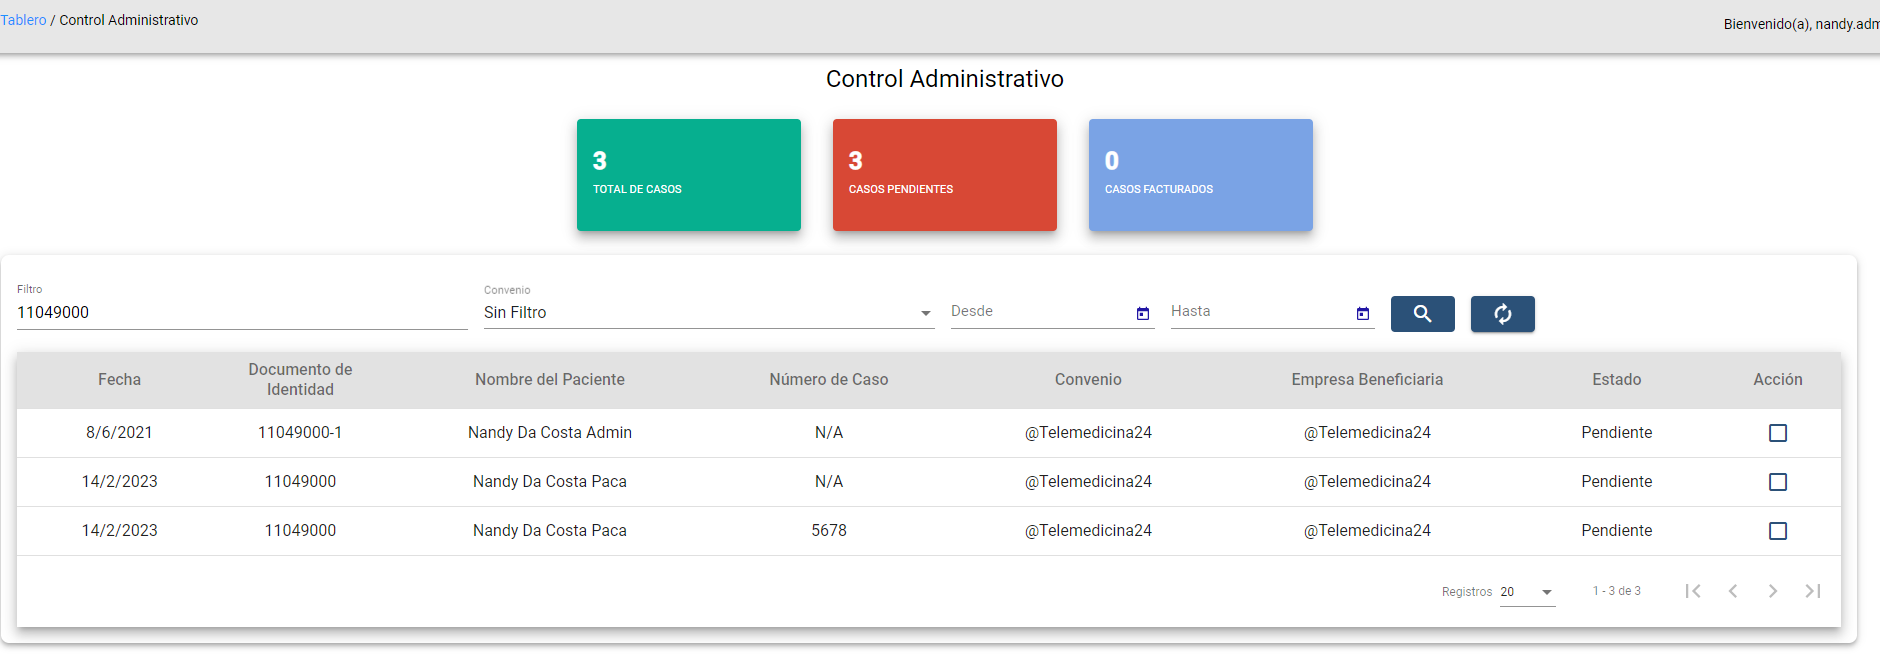 Tablero / Control Administrativo
Bienvenido(a), nandy.adm
Control Administrativo
3
TOTAL DE CASOS
3
CASOS PENDIENTES
0
CASOS FACTURADOS
Filtro
11049000
Convenio
Sin Filtro
Desde
Hasta
Fecha Documento de Identidad Nombre del Paciente Número de Caso Convenio Empresa Beneficiaria Estado Acción
8/6/2021 11049000-1 Nandy Da Costa Admin N/A @Telemedicina24 @Telemedicina24 Pendiente
14/2/2023 11049000 Nandy Da Costa Paca N/A @Telemedicina24 @Telemedicina24 Pendiente
14/2/2023 11049000 Nandy Da Costa Paca 5678 @Telemedicina24 @Telemedicina24 Pendiente
Registros 20 1 - 3 de 3